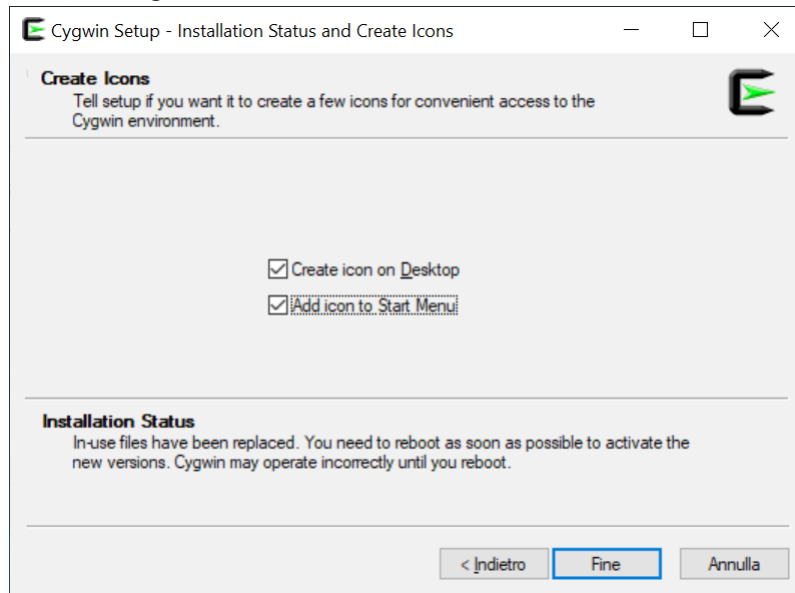 Cygwin Setup - Installation Status and Create Icons
Create Icons
Tell setup if you want it to create a few icons for convenient access to the
Cygwin environment.
Create icon on Desktop
Add icon to Start Menu
Installation Status
In-use files have been replaced. You need to reboot as soon as possible to activate the
new versions. Cygwin may operate incorrectly until you reboot.
< Indietro
Fine
Annulla